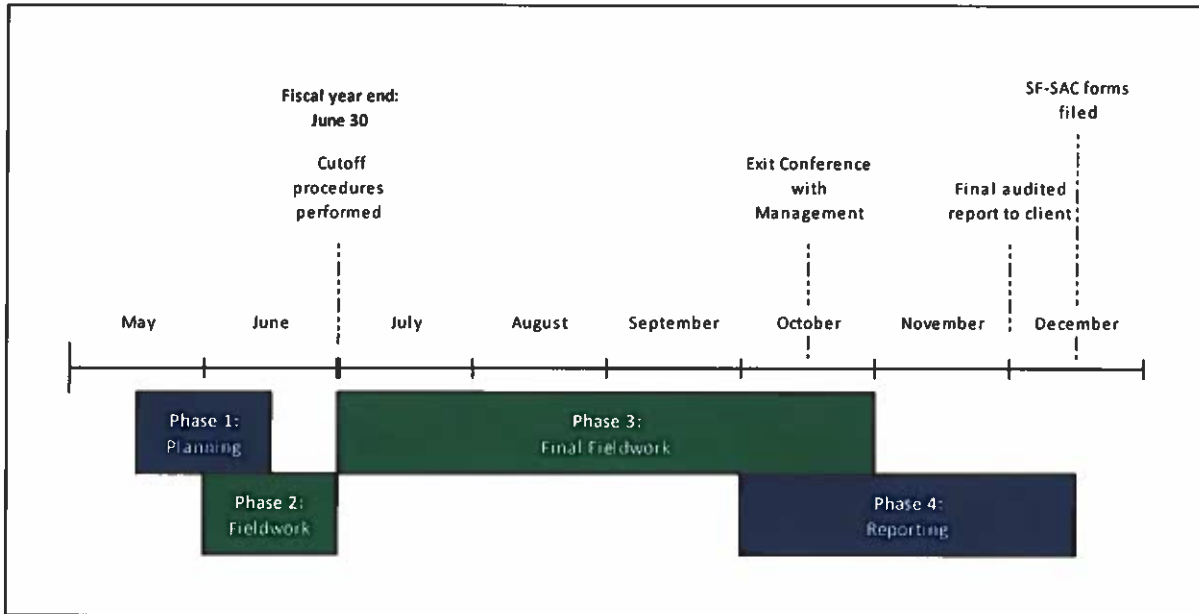 SF-SAC forms
filed
Fiscal year end:
June 30
Cutoff
procedures
performed
Exit Conference
with
Management
Final audited
report to client
May June July August September October November December
Phase 1:
Planning
Phase 3:
Final Fieldwork
Phase 2:
Fieldwork
Phase 4:
Reporting